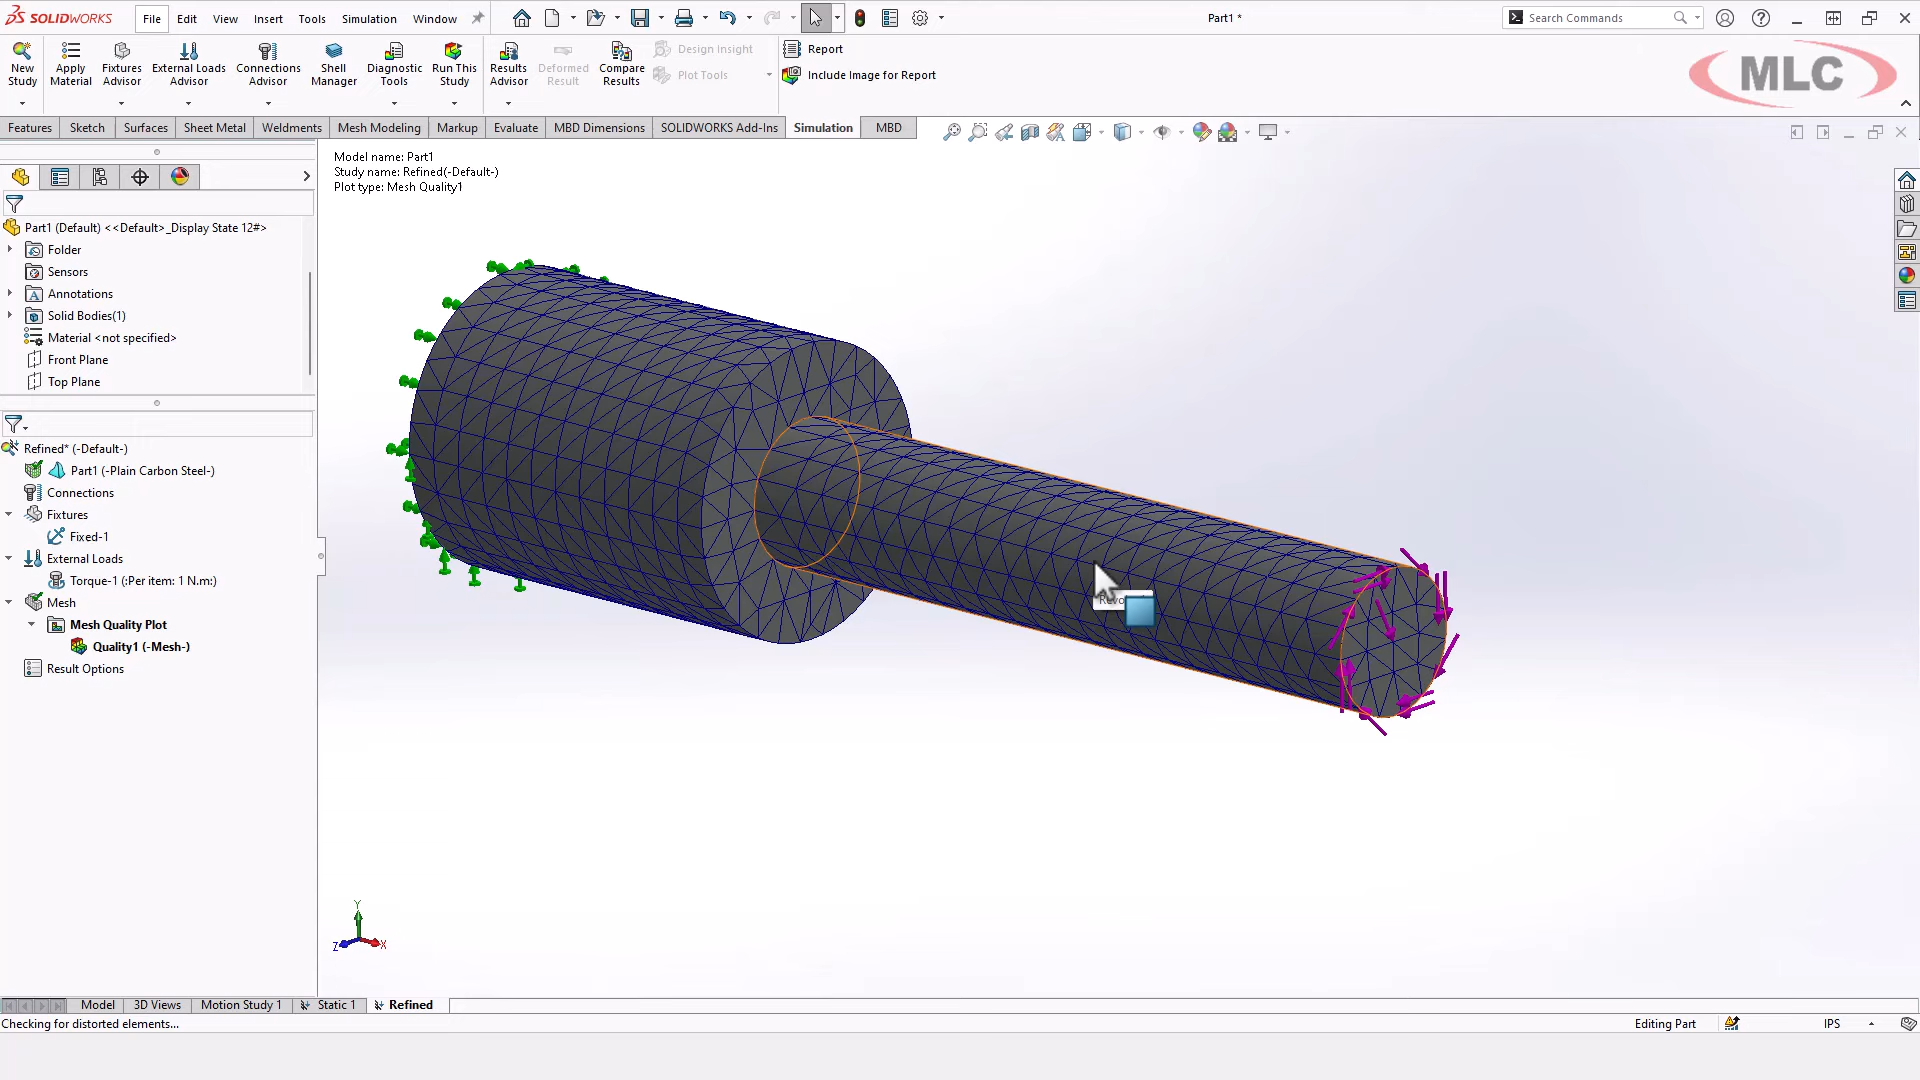 SOLIDWORKS
File Edit View Insert Tools Simulation Window
Part1 *
Search Commands
New Study
Apply Material
Fixtures Advisor
External Loads Advisor
Connections Advisor
Shell Manager
Diagnostic Tools
Run This Study
Results Advisor
Deformed Result
Compare Results
Design Insight
Plot Tools
Report
Include Image for Report
MLC
Features Sketch Surfaces Sheet Metal Weldments Mesh Modeling Markup Evaluate MBD Dimensions SOLIDWORKS Add-Ins Simulation MBD
Model name: Part1
Study name: Refined(-Default-)
Plot type: Mesh Quality1
Part1 (Default) <<Default>_Display State 12#>
Folder
Sensors
Annotations
Solid Bodies(1)
Material <not specified>
Front Plane
Top Plane
Refined* (-Default-)
Part1 (-Plain Carbon Steel-)
Connections
Fixtures
Fixed-1
External Loads
Torque-1 (:Per item: 1 N.m:)
Mesh
Mesh Quality Plot
Quality1 (-Mesh-)
Result Options
Y
Z X
Model 3D Views Motion Study 1 Static 1 Refined
Checking for distorted elements...
Editing Part
IPS